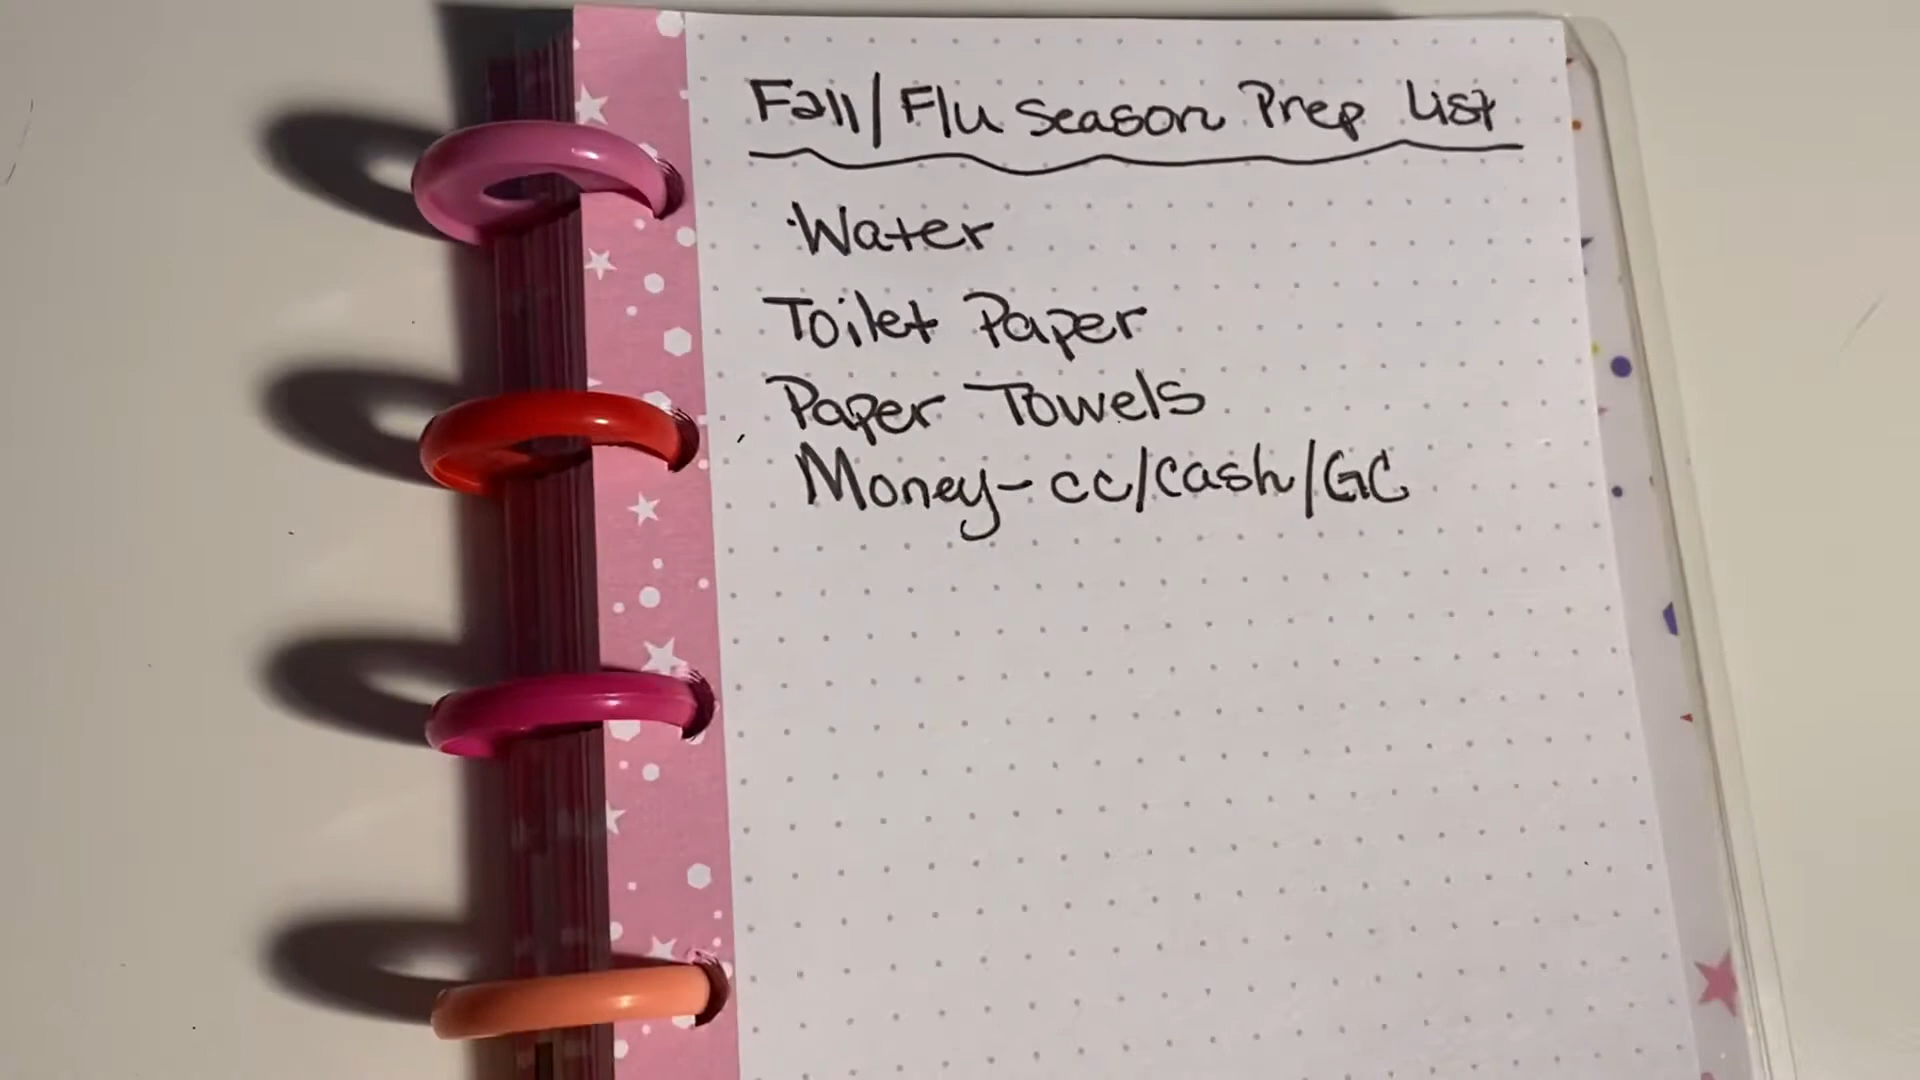 Fall/Flu Season Prep List
·Water
Toilet Paper
Paper Towels
Money-cc/cash/GC